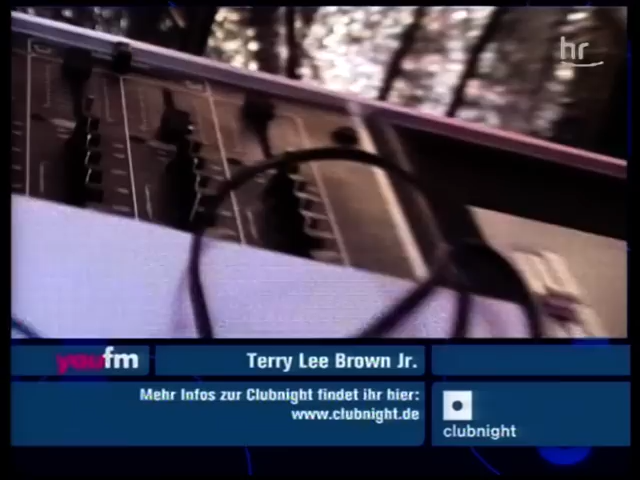 hr
youfm
Terry Lee Brown Jr.
Mehr Infos zur Clubnight findet ihr hier:
www.clubnight.de
clubnight